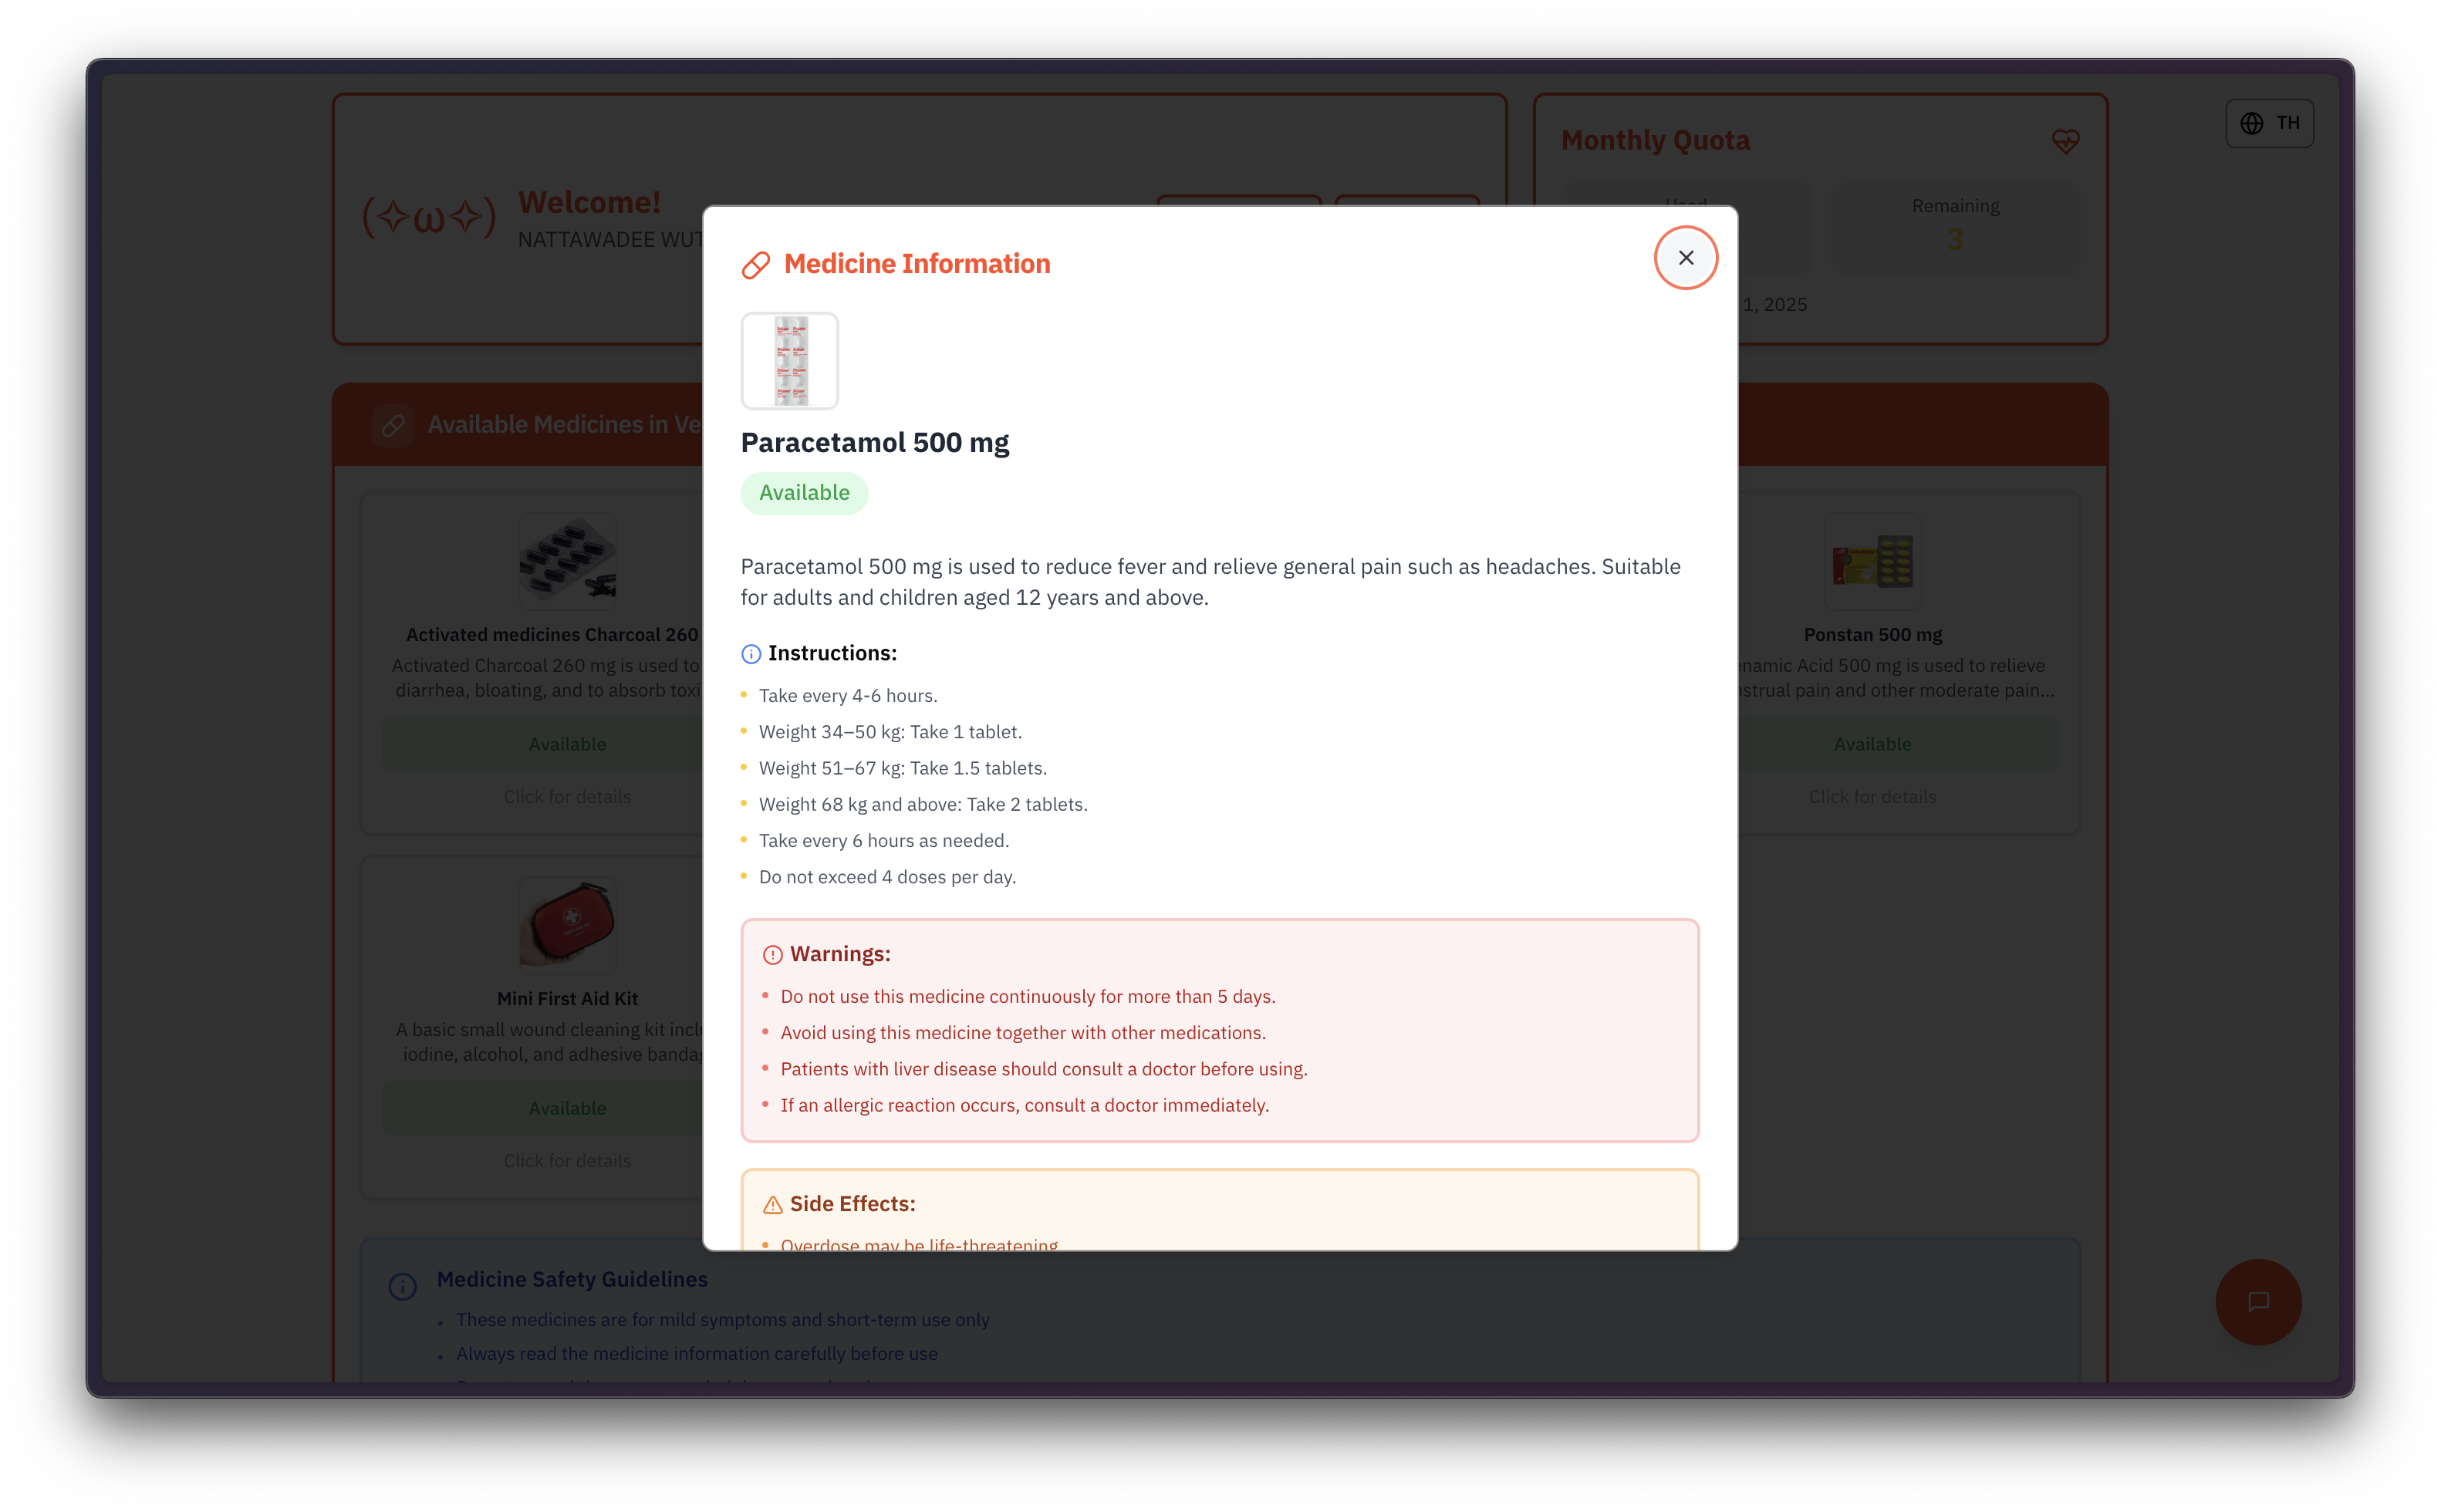 TH
(✧ω✧)
Welcome!
NATTAWADEE WUT
Monthly Quota
Used
Remaining
3
1, 2025
Medicine Information
Paracetamol 500 mg
Available
Paracetamol 500 mg is used to reduce fever and relieve general pain such as headaches. Suitable
for adults and children aged 12 years and above.
Instructions:
Take every 4-6 hours.
Weight 34–50 kg: Take 1 tablet.
Weight 51–67 kg: Take 1.5 tablets.
Weight 68 kg and above: Take 2 tablets.
Take every 6 hours as needed.
Do not exceed 4 doses per day.
Warnings:
Do not use this medicine continuously for more than 5 days.
Avoid using this medicine together with other medications.
Patients with liver disease should consult a doctor before using.
If an allergic reaction occurs, consult a doctor immediately.
Side Effects:
Overdose may be life-threatening
Available Medicines in Ve
Activated medicines Charcoal 260
Activated Charcoal 260 mg is used to
diarrhea, bloating, and to absorb toxi
Available
Click for details
Ponstan 500 mg
enamic Acid 500 mg is used to relieve
nstrual pain and other moderate pain...
Available
Click for details
Mini First Aid Kit
A basic small wound cleaning kit incl
iodine, alcohol, and adhesive banda
Available
Click for details
Medicine Safety Guidelines
These medicines are for mild symptoms and short-term use only
Always read the medicine information carefully before use